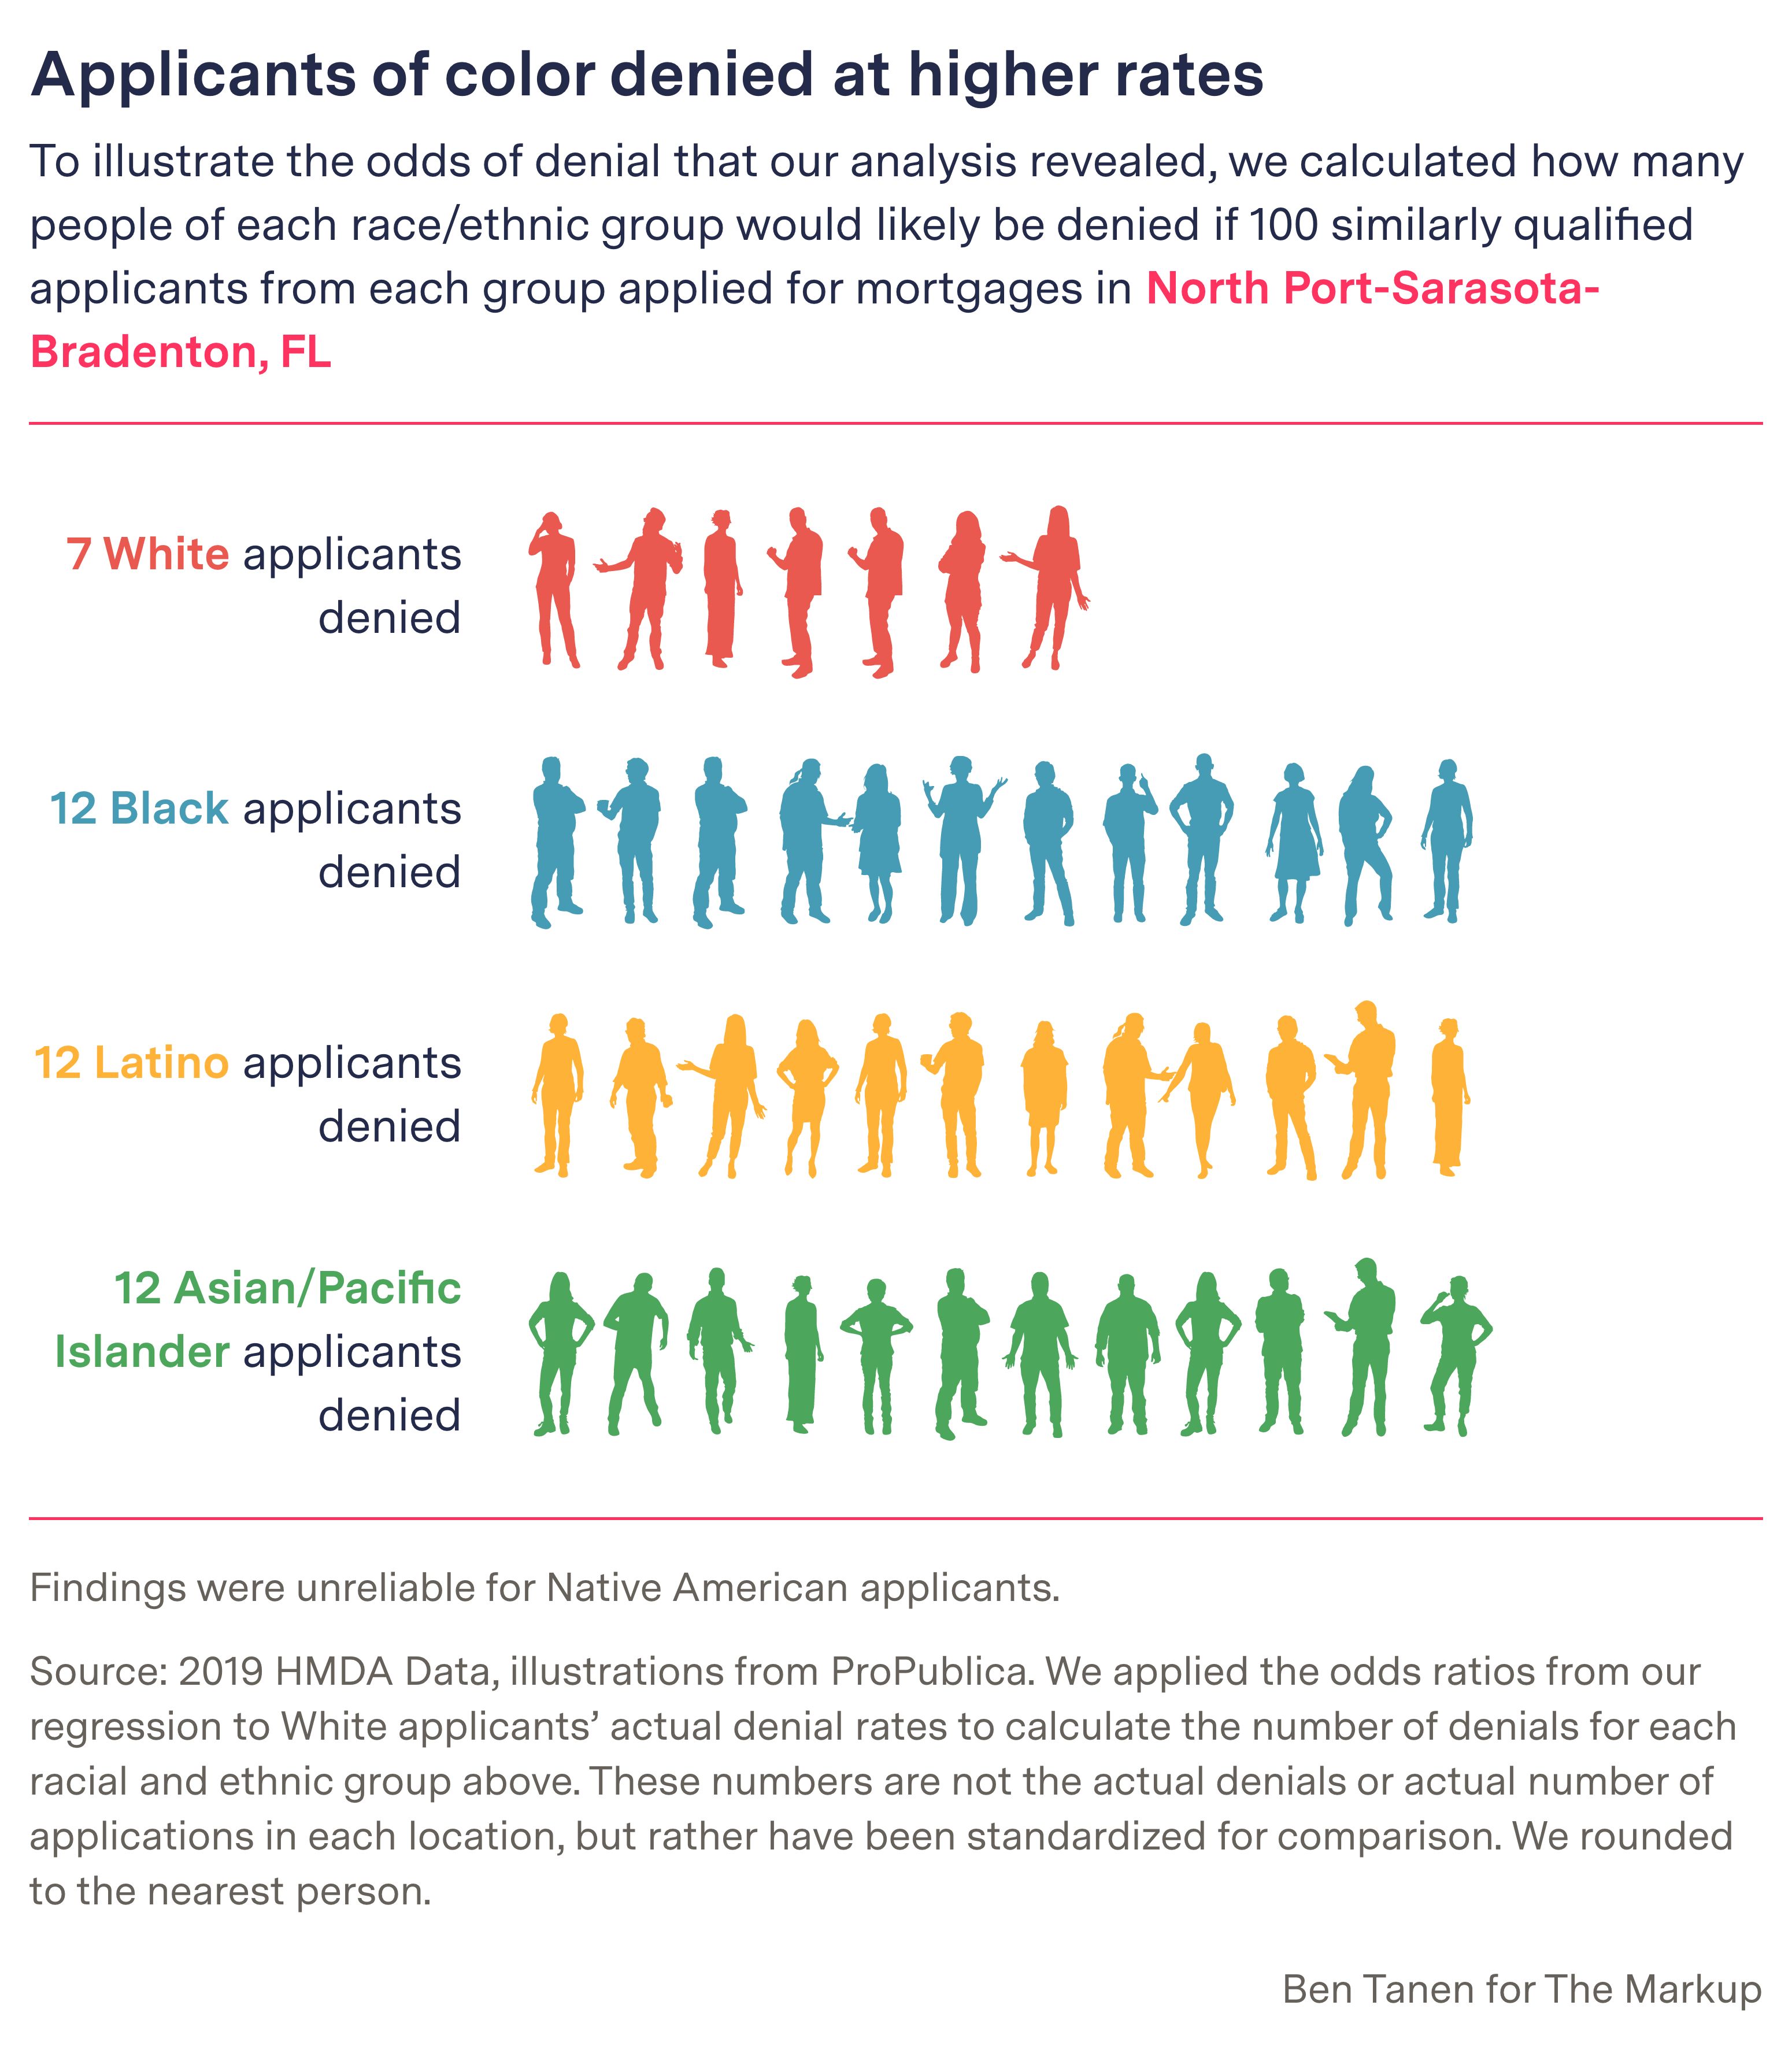 Applicants of color denied at higher rates
To illustrate the odds of denial that our analysis revealed, we calculated how many
people of each race/ethnic group would likely be denied if 100 similarly qualified
applicants from each group applied for mortgages in North Port-Sarasota-
Bradenton, FL
7 White applicants
denied
12 Black applicants
denied
12 Latino applicants
denied
12 Asian/Pacific
Islander applicants
denied
Findings were unreliable for Native American applicants.
Source: 2019 HMDA Data, illustrations from ProPublica. We applied the odds ratios from our
regression to White applicants’ actual denial rates to calculate the number of denials for each
racial and ethnic group above. These numbers are not the actual denials or actual number of
applications in each location, but rather have been standardized for comparison. We rounded
to the nearest person.
Ben Tanen for The Markup